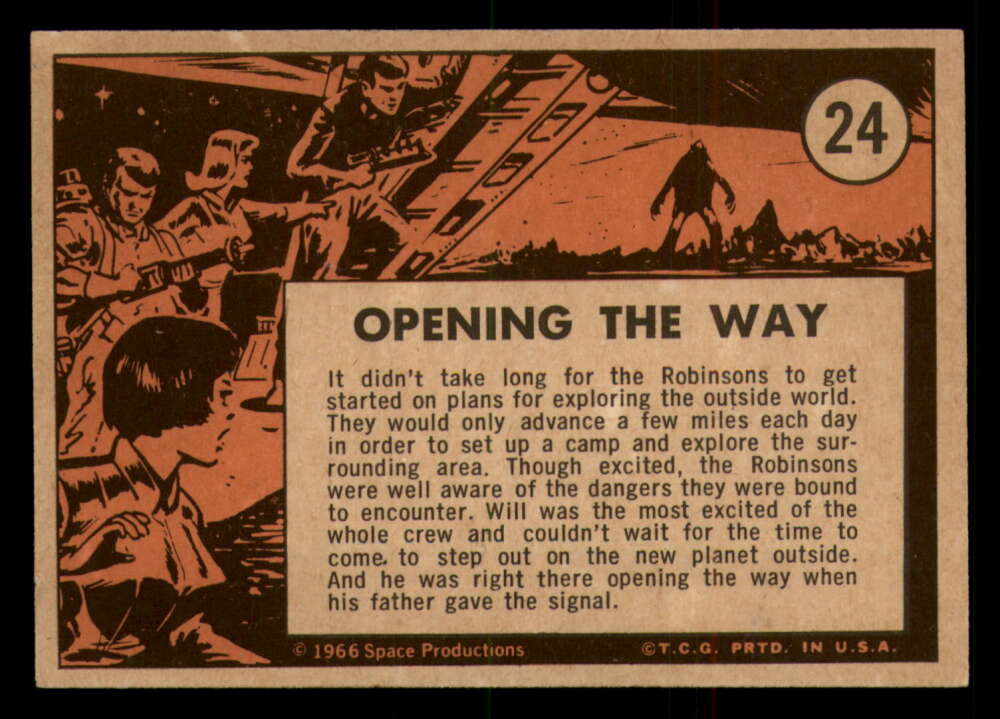 24
OPENING THE WAY
It didn't take long for the Robinsons to get
started on plans for exploring the outside world.
They would only advance a few miles each day
in order to set up a camp and explore the sur-
rounding area. Though excited, the Robinsons
were well aware of the dangers they were bound
to encounter. Will was the most excited of the
whole crew and couldn't wait for the time to
come. to step out on the new planet outside.
And he was right there opening the way when
his father gave the signal.
© 1966 Space Productions
©T.C.G. PRTD. IN U.S.A.